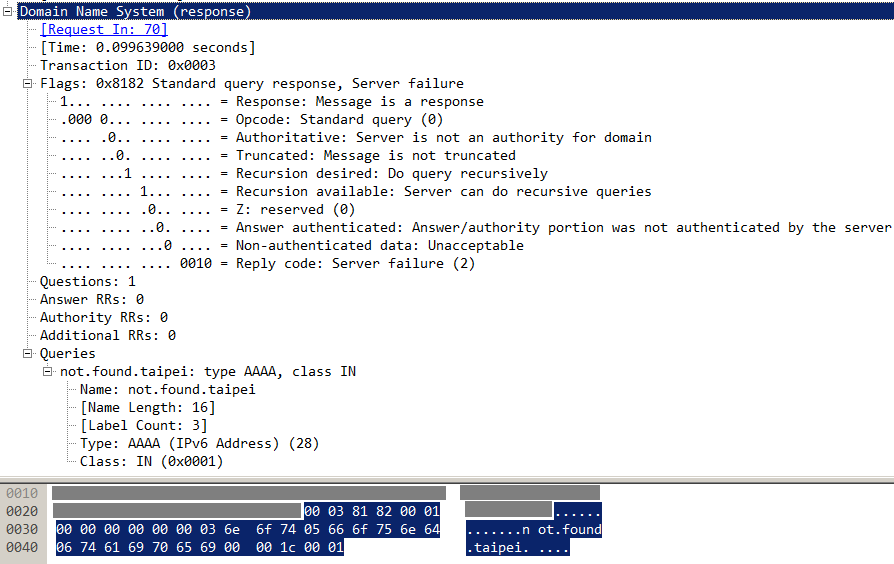 Domain Name System (response)
[Request In: 70]
[Time: 0.099639000 seconds]
Transaction ID: 0x0003
Flags: 0x8182 Standard query response, Server failure
1... .... .... .... = Response: Message is a response
.000 0... .... .... = Opcode: Standard query (0)
.... .0.. .... .... = Authoritative: Server is not an authority for domain
.... ..0. .... .... = Truncated: Message is not truncated
.... ...1 .... .... = Recursion desired: Do query recursively
.... .... 1... .... = Recursion available: Server can do recursive queries
.... .... .0.. .... = Z: reserved (0)
.... .... ..0. .... = Answer authenticated: Answer/authority portion was not authenticated by the server
.... .... ...0 .... = Non-authenticated data: Unacceptable
.... .... .... 0010 = Reply code: Server failure (2)
Questions: 1
Answer RRs: 0
Authority RRs: 0
Additional RRs: 0
Queries
not.found.taipei: type AAAA, class IN
Name: not.found.taipei
[Name Length: 16]
[Label Count: 3]
Type: AAAA (IPv6 Address) (28)
Class: IN (0x0001)
0010
0020 00 03 81 82 00 01 ......
0030 00 00 00 00 00 00 03 6e 6f 74 05 66 6f 75 6e 64 .......n ot.found
0040 06 74 61 69 70 65 69 00 00 1c 00 01 .taipei. ....